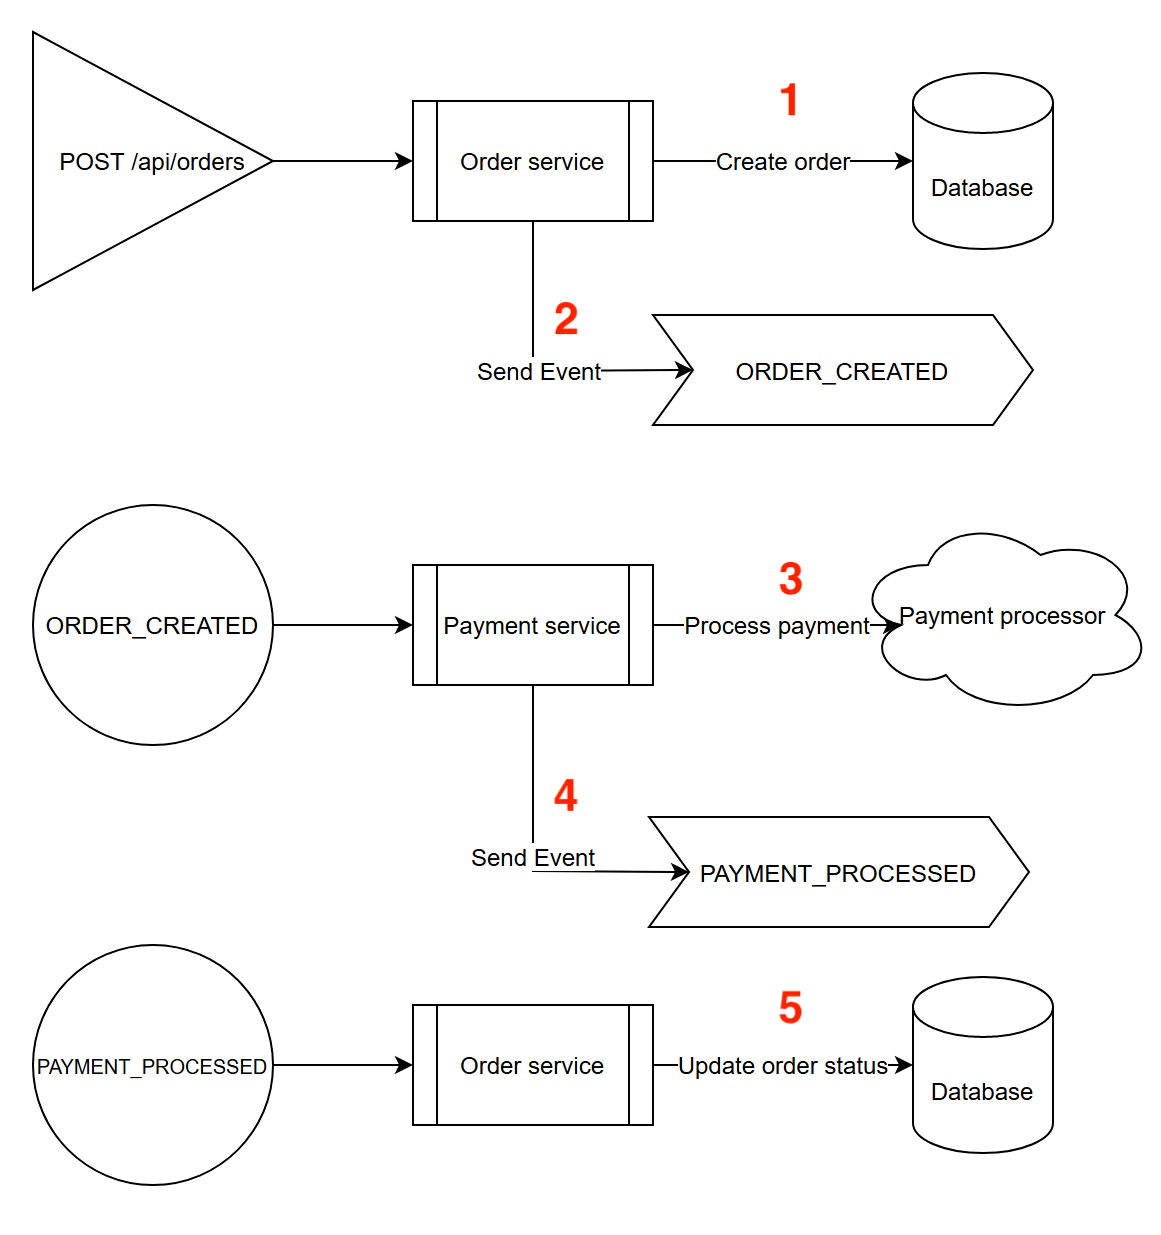 1
POST /api/orders
Order service
Create order
Database
2
Send Event
ORDER_CREATED
3
ORDER_CREATED
Payment service
Process payment
Payment processor
4
Send Event
PAYMENT_PROCESSED
5
PAYMENT_PROCESSED
Order service
Update order status
Database